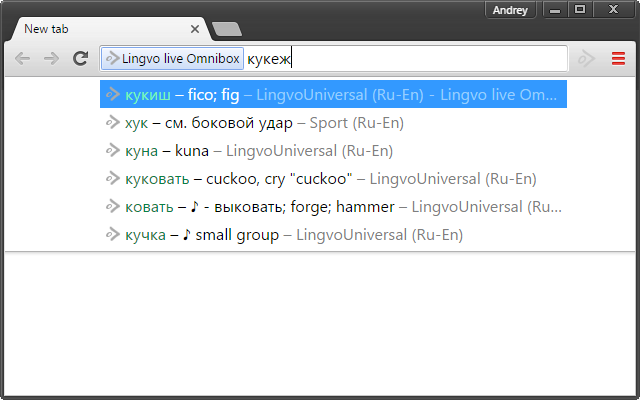 Andrey
New tab
Lingvo live Omnibox кукеж
кукиш – fico; fig – LingvoUniversal (Ru-En) - Lingvo live Om...
хук – см. боковой удар – Sport (Ru-En)
куна – kuna – LingvoUniversal (Ru-En)
куковать – cuckoo, cry "cuckoo" – LingvoUniversal (Ru-En)
ковать – ♪ - выковать; forge; hammer – LingvoUniversal (Ru...
кучка – ♪ small group – LingvoUniversal (Ru-En)